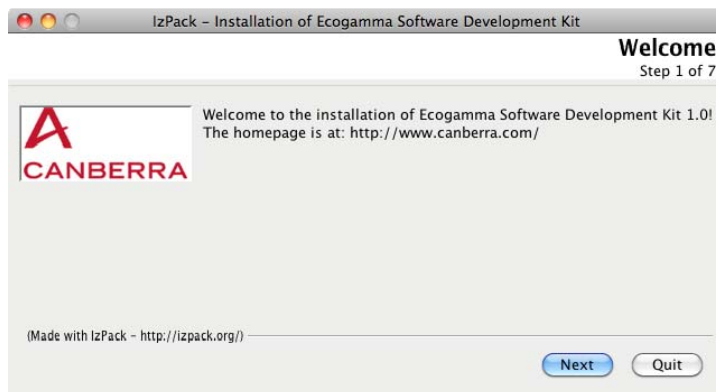 IzPack – Installation of Ecogamma Software Development Kit
Welcome
Step 1 of 7
A
CANBERRA
Welcome to the installation of Ecogamma Software Development Kit 1.0!
The homepage is at: http://www.canberra.com/
(Made with IzPack – http://izpack.org/)
Next
Quit